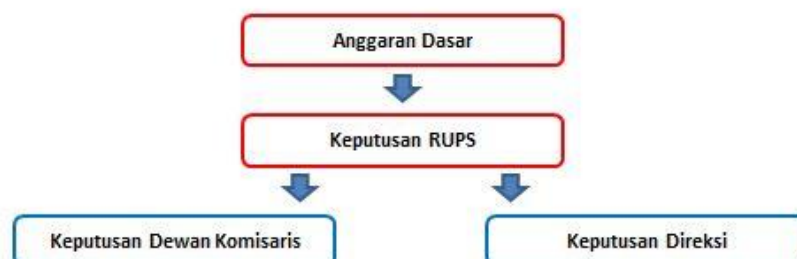 Anggaran Dasar
Keputusan RUPS
Keputusan Dewan Komisaris
Keputusan Direksi